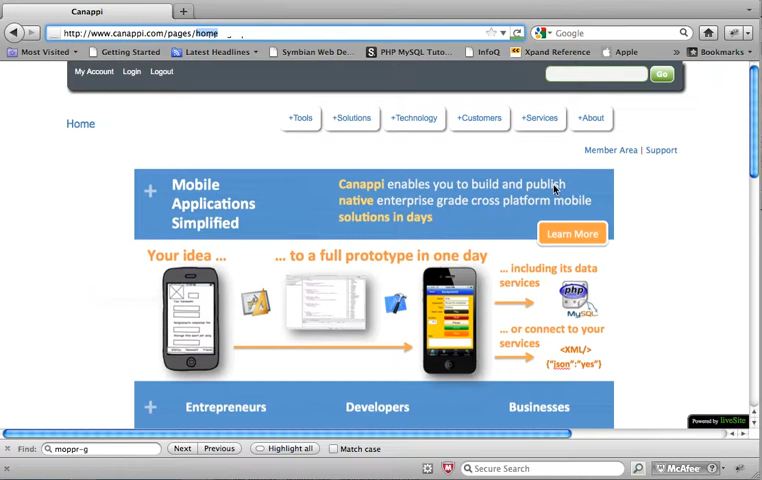 Canappi
http://www.canappi.com/pages/home
Google
Most Visited
Getting Started
Latest Headlines
Symbian Web De...
PHP MySQL Tuto...
InfoQ
Xpand Reference
Apple
Bookmarks
My Account
Login
Logout
Go
Home
+Tools
+Solutions
+Technology
+Customers
+Services
+About
Member Area | Support
Mobile
Applications
Simplified
Canappi enables you to build and publish
native enterprise grade cross platform mobile
solutions in days
Learn More
Your idea ...
... to a full prototype in one day
... including its data
services
php
MySQL
... or connect to your
services
<XML/>
{"json":"yes"}
Entrepreneurs
Developers
Businesses
Powered by liveSite
Find:
moppr-g
Next
Previous
Highlight all
Match case
Secure Search
McAfee